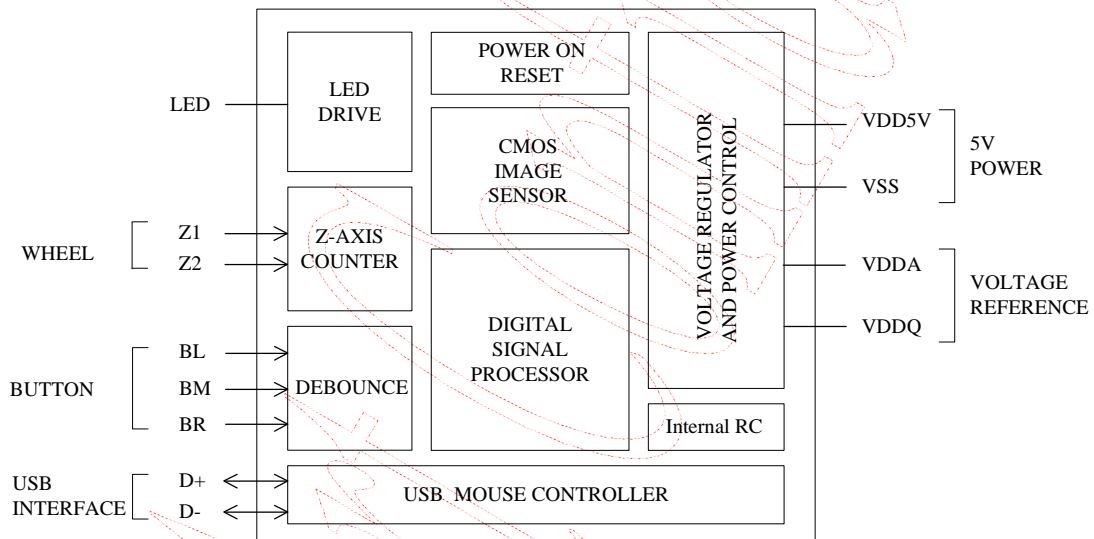 LED
WHEEL
Z1
Z2
BUTTON
BL
BM
BR
USB
INTERFACE
D+
D-
LED
DRIVE
Z-AXIS
COUNTER
DEBOUNCE
POWER ON
RESET
CMOS
IMAGE
SENSOR
DIGITAL
SIGNAL
PROCESSOR
VOLTAGE REGULATOR
AND POWER CONTROL
Internal RC
USB MOUSE CONTROLLER
VDD5V
VSS
5V
POWER
VDDA
VDDQ
VOLTAGE
REFERENCE